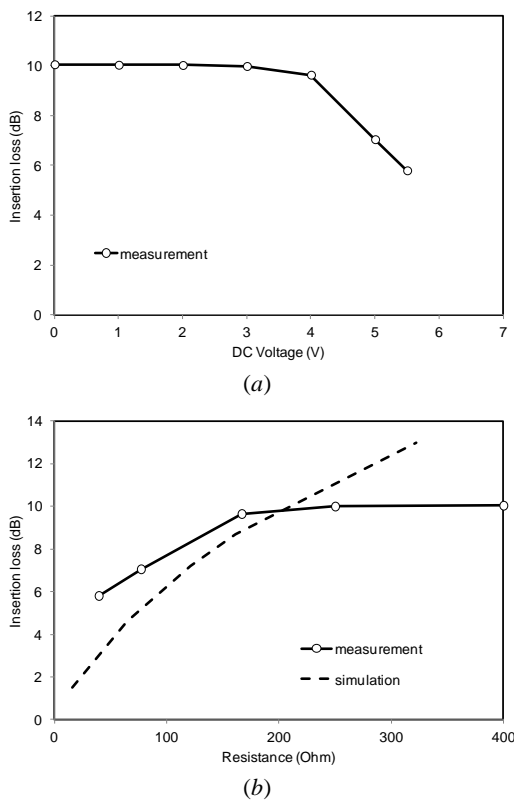 12
10
8
6
4
2
0
Insertion loss (dB)
measurement
0 1 2 3 4 5 6 7
DC Voltage (V)
(a)
14
12
10
8
6
4
2
0
Insertion loss (dB)
measurement
simulation
0 100 200 300 400
Resistance (Ohm)
(b)